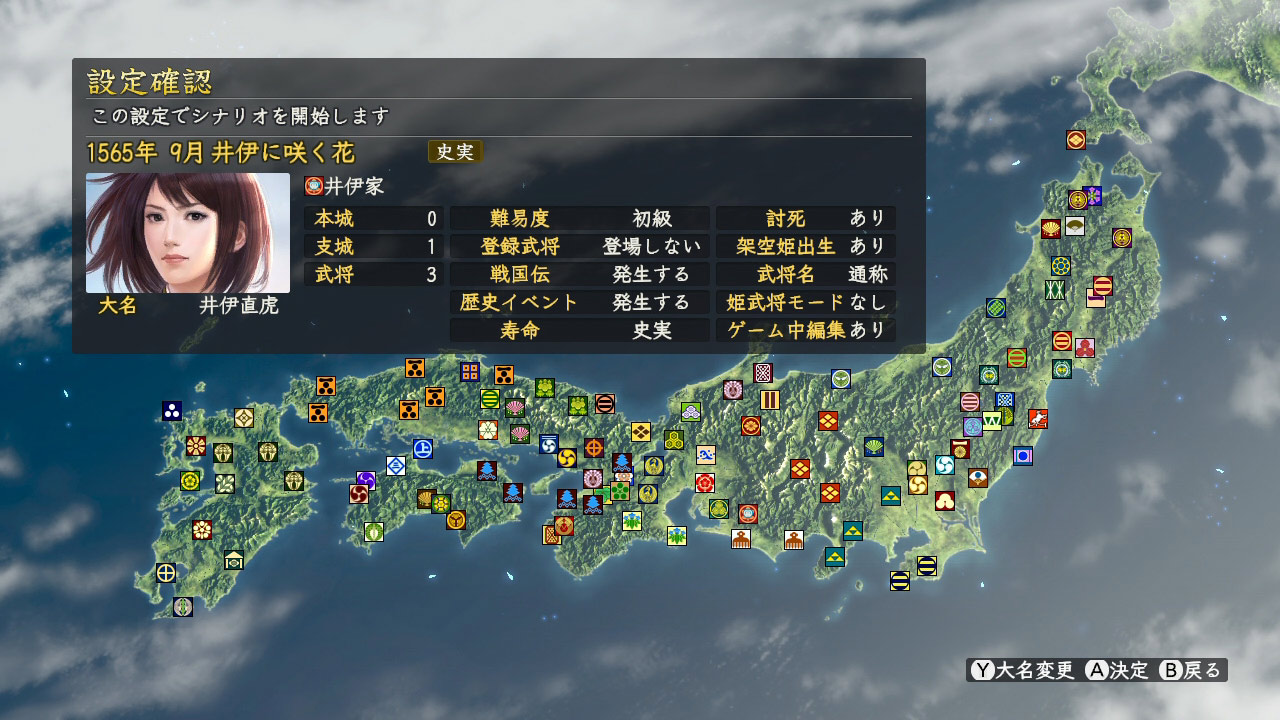 設定確認
この設定でシナリオを開始します
1565年 9月 井伊に咲く花 史実
井伊家
本城 0 難易度 初級 討死 あり
支城 1 登録武将 登場しない 架空姫出生 あり
武将 3 戦国伝 発生する 武将名 通称
大名 井伊直虎 歴史イベント 発生する 姫武将モード なし
寿命 史実 ゲーム中編集 あり
Y大名変更 A決定 B戻る